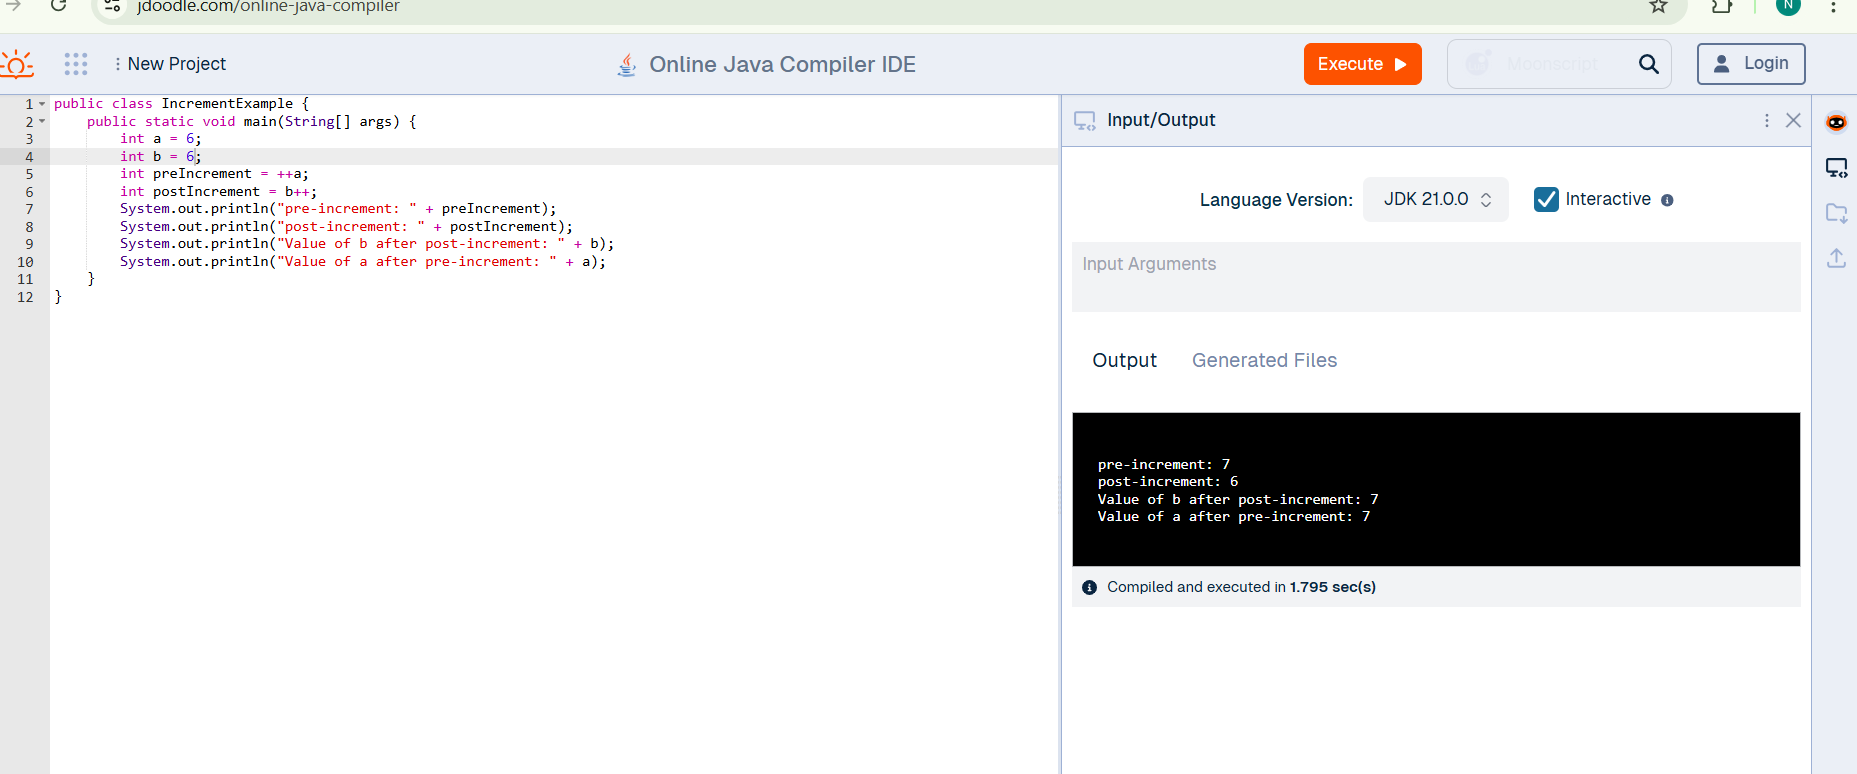 jdoodle.com/online-java-compiler
N
New Project
Online Java Compiler IDE
Execute
Moonscript
Login
1 public class IncrementExample {
2     public static void main(String[] args) {
3         int a = 6;
4         int b = 6;
5         int preIncrement = ++a;
6         int postIncrement = b++;
7         System.out.println("pre-increment: " + preIncrement);
8         System.out.println("post-increment: " + postIncrement);
9         System.out.println("Value of b after post-increment: " + b);
10         System.out.println("Value of a after pre-increment: " + a);
11     }
12 }
Input/Output
Language Version: JDK 21.0.0 Interactive
Input Arguments
Output Generated Files
pre-increment: 7
post-increment: 6
Value of b after post-increment: 7
Value of a after pre-increment: 7
Compiled and executed in 1.795 sec(s)